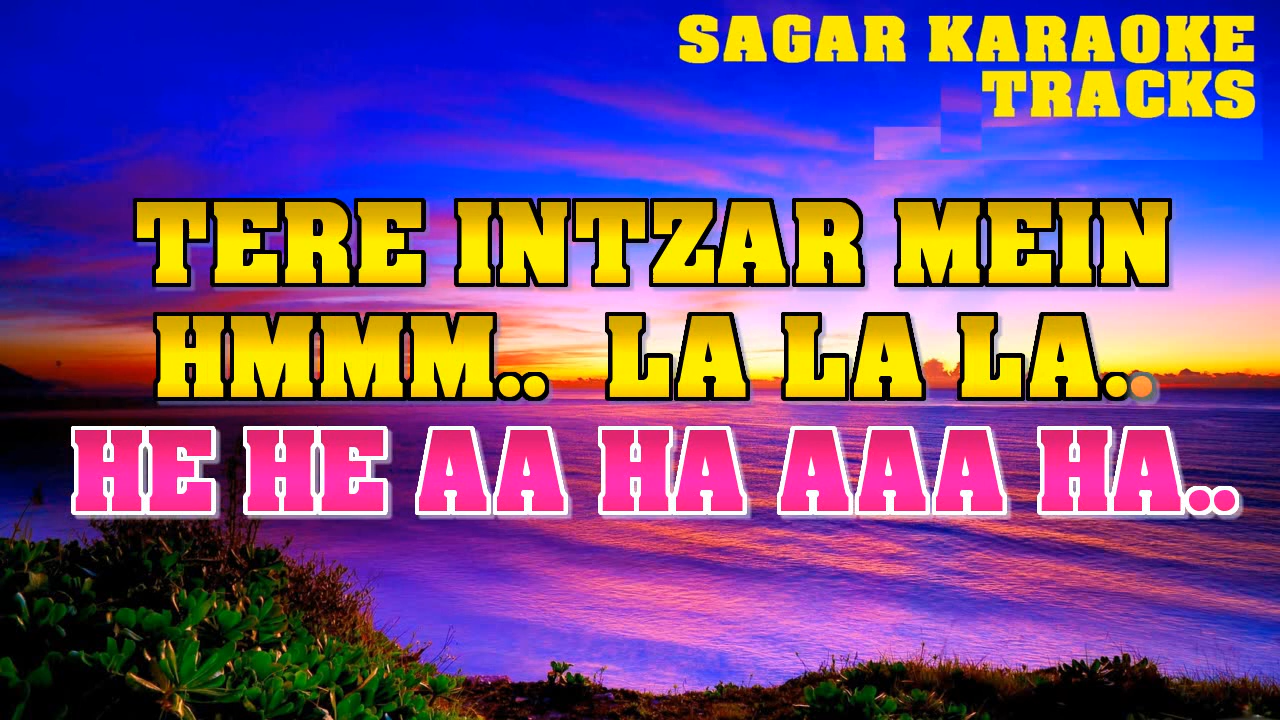 SAGAR KARAOKE
TRACKS
TERE INTZAR MEIN
HMMM.. LA LA LA..
HE HE AA HA AAA HA..